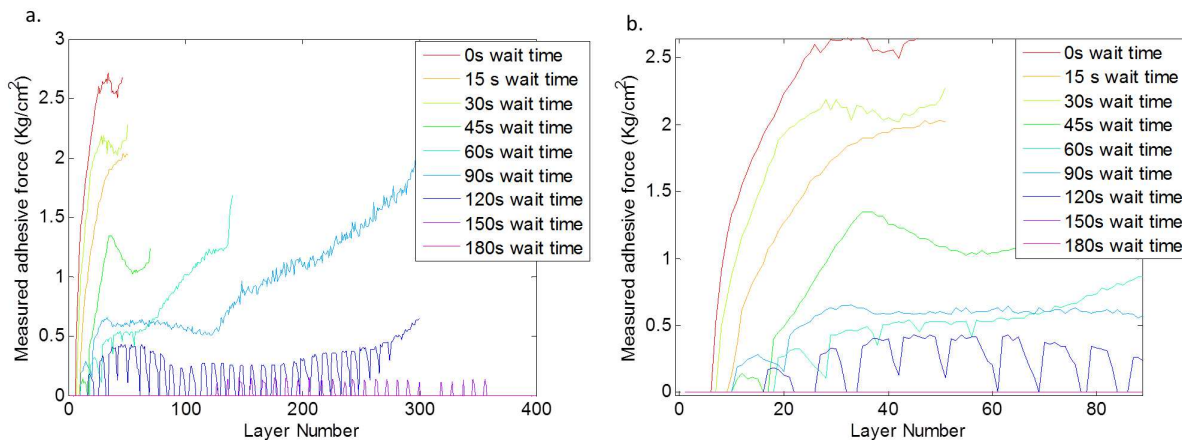 a.
3
2.5
2
1.5
1
0.5
0
0
100
200
300
400
Measured adhesive force (Kg/cm²)
Layer Number
0s wait time
15 s wait time
30s wait time
45s wait time
60s wait time
90s wait time
120s wait time
150s wait time
180s wait time
b.
2.5
2
1.5
1
0.5
0
0
20
40
60
80
Measured adhesive force (Kg/cm²)
Layer Number
0s wait time
15 s wait time
30s wait time
45s wait time
60s wait time
90s wait time
120s wait time
150s wait time
180s wait time